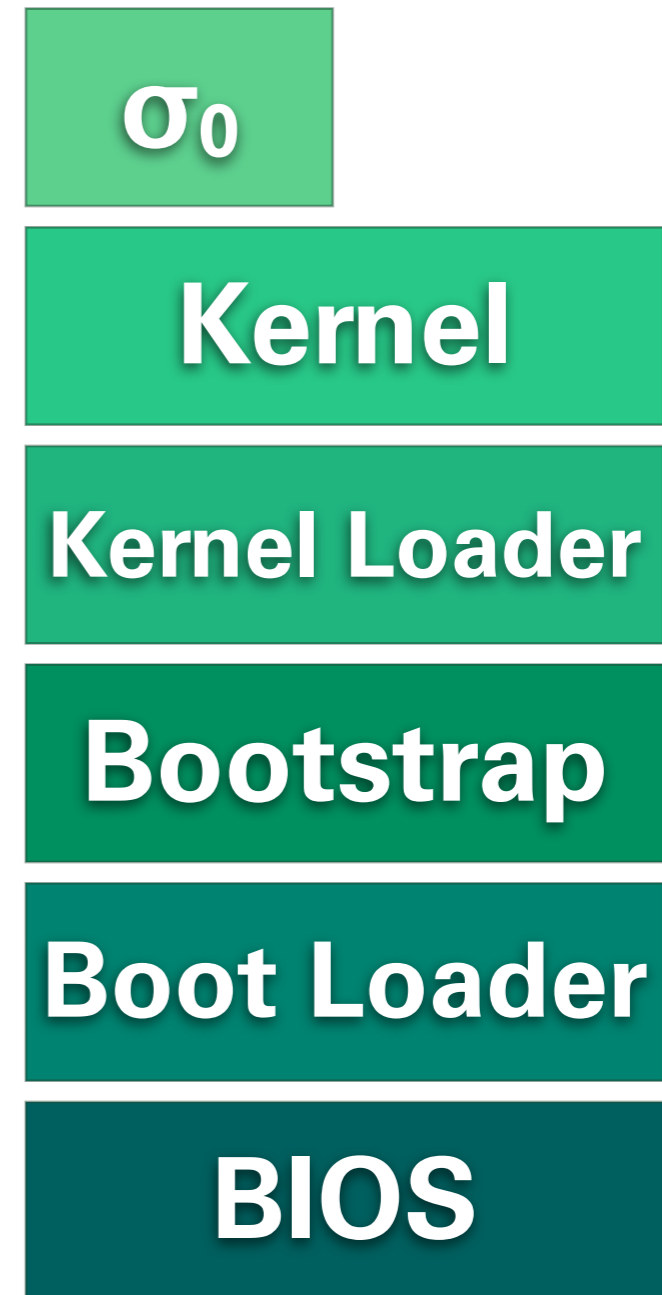 σ₀
Kernel
Kernel Loader
Bootstrap
Boot Loader
BIOS